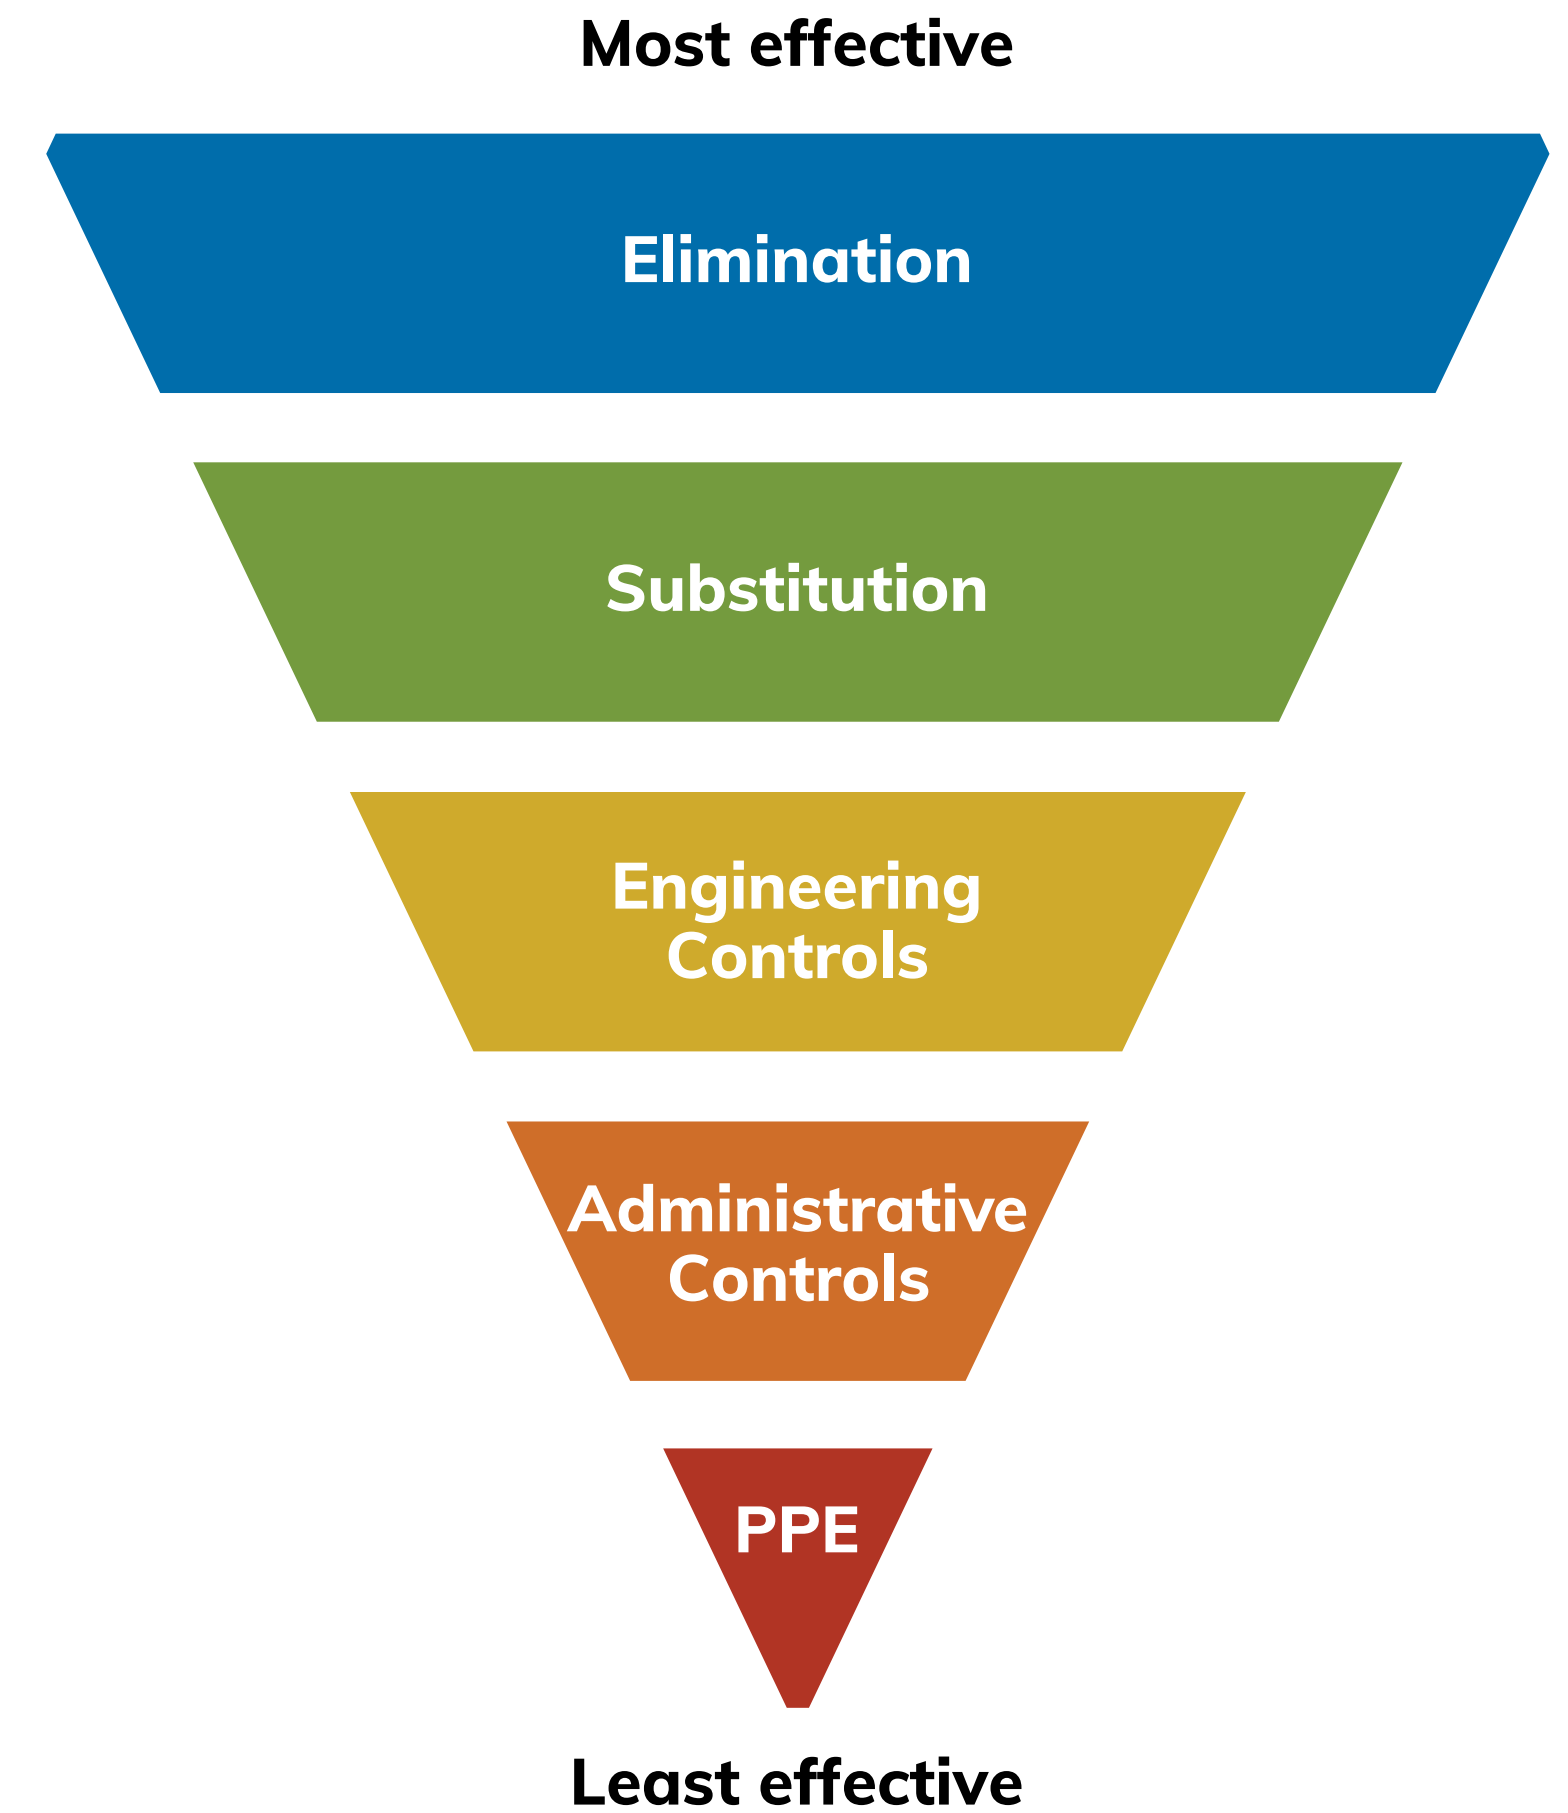 Most effective
Elimination
Substitution
Engineering
Controls
Administrative
Controls
PPE
Least effective